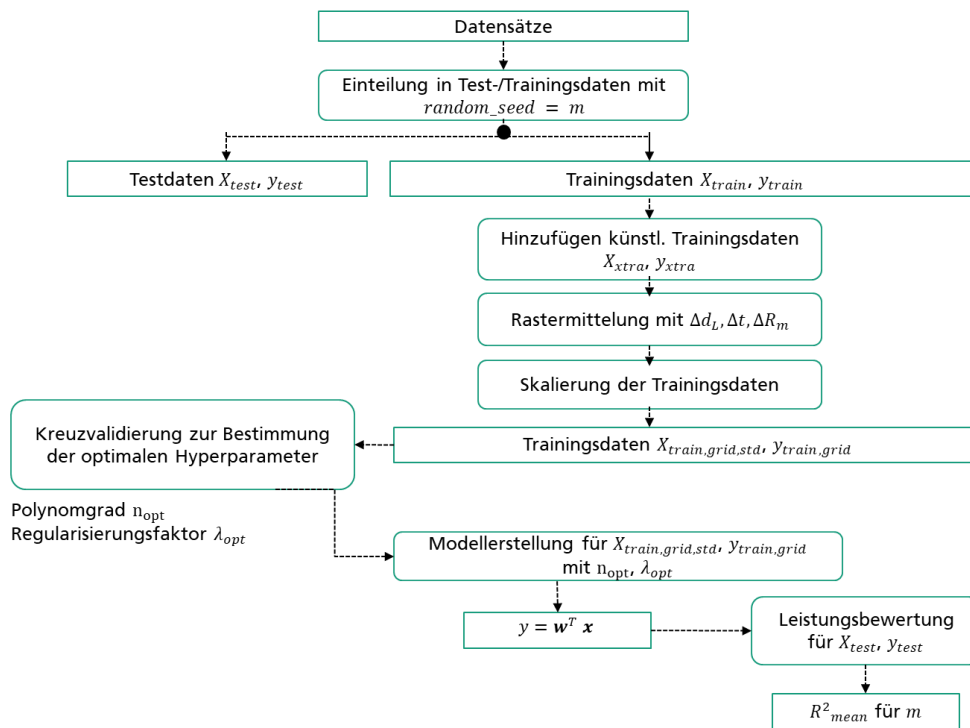 Datensätze
Einteilung in Test-/Trainingsdaten mit
random_seed = m
Testdaten X_test, y_test
Trainingsdaten X_train, y_train
Hinzufügen künstl. Trainingsdaten
X_xtra, y_xtra
Rastermittelung mit Δd_L, Δt, ΔR_m
Skalierung der Trainingsdaten
Trainingsdaten X_train,grid,std, y_train,grid
Kreuzvalidierung zur Bestimmung
der optimalen Hyperparameter
Polynomgrad n_opt
Regularisierungsfaktor λ_opt
Modellerstellung für X_train,grid,std, y_train,grid
mit n_opt, λ_opt
y = w^T x
Leistungsbewertung
für X_test, y_test
R²_mean für m